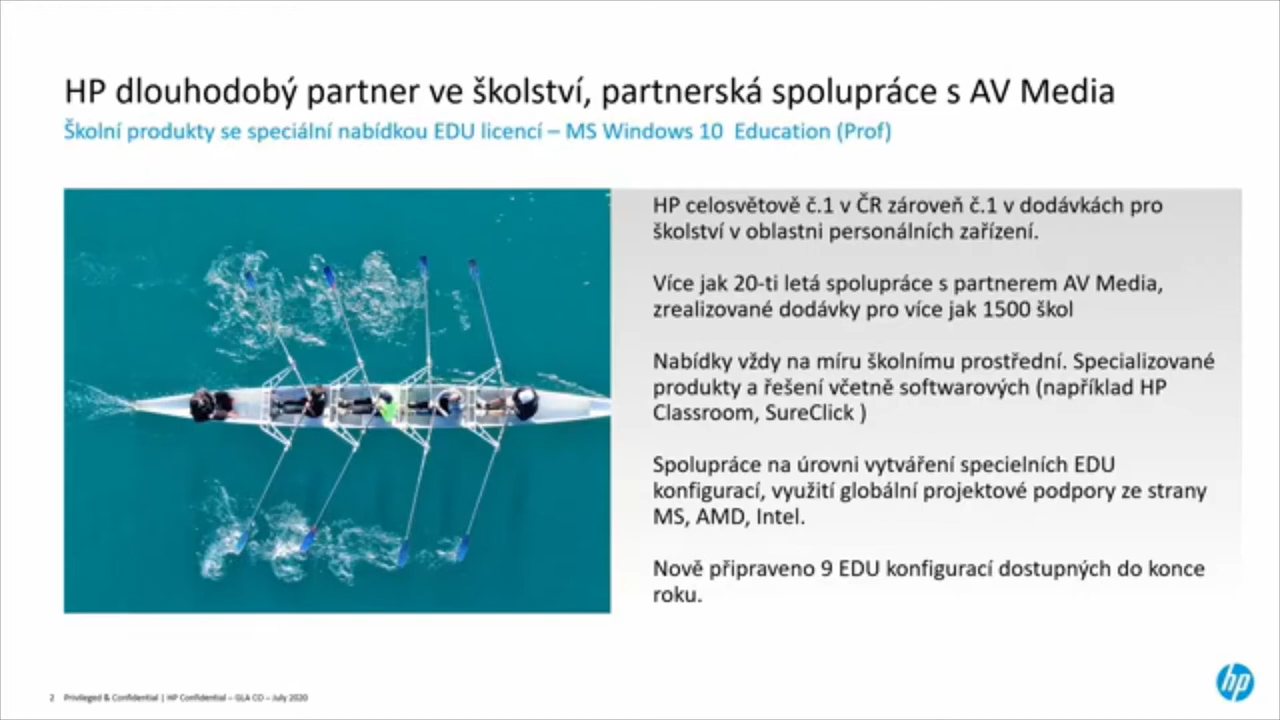 HP dlouhodobý partner ve školství, partnerská spolupráce s AV Media
Školní produkty se speciální nabídkou EDU licencí – MS Windows 10  Education (Prof)
HP celosvětově č.1 v ČR zároveň č.1 v dodávkách pro
školství v oblastni personálních zařízení.
Více jak 20-ti letá spolupráce s partnerem AV Media,
zrealizované dodávky pro více jak 1500 škol
Nabídky vždy na míru školnímu prostřední. Specializované
produkty a řešení včetně softwarových (například HP
Classroom, SureClick )
Spolupráce na úrovni vytváření specielních EDU
konfigurací, využití globální projektové podpory ze strany
MS, AMD, Intel.
Nově připraveno 9 EDU konfigurací dostupných do konce
roku.
2 Privileged & Confidential | HP Confidential – GLA CO – July 2020
hp